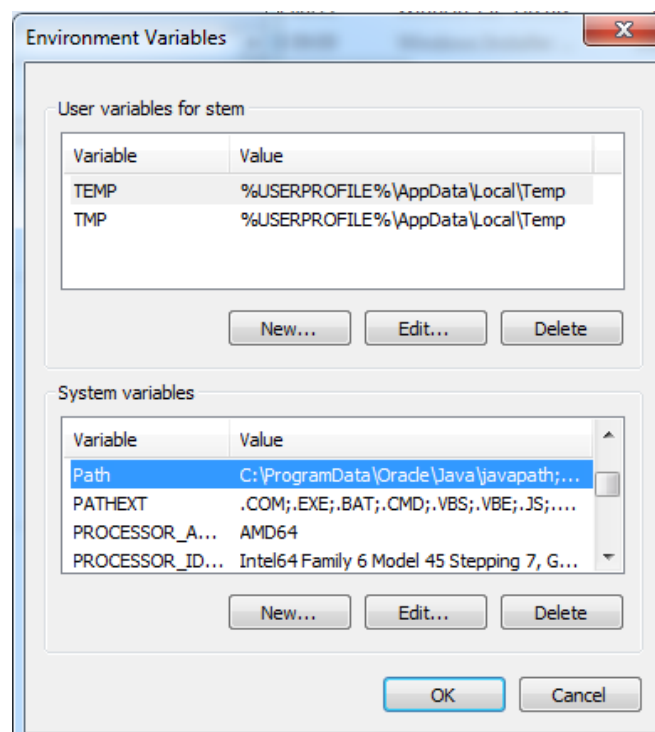 Environment Variables
User variables for stem
Variable Value
TEMP %USERPROFILE%\AppData\Local\Temp
TMP %USERPROFILE%\AppData\Local\Temp
New... Edit... Delete
System variables
Variable Value
Path C:\ProgramData\Oracle\Java\javapath;...
PATHEXT .COM;.EXE;.BAT;.CMD;.VBS;.VBE;.JS;....
PROCESSOR_A... AMD64
PROCESSOR_ID... Intel64 Family 6 Model 45 Stepping 7, G...
New... Edit... Delete
OK Cancel